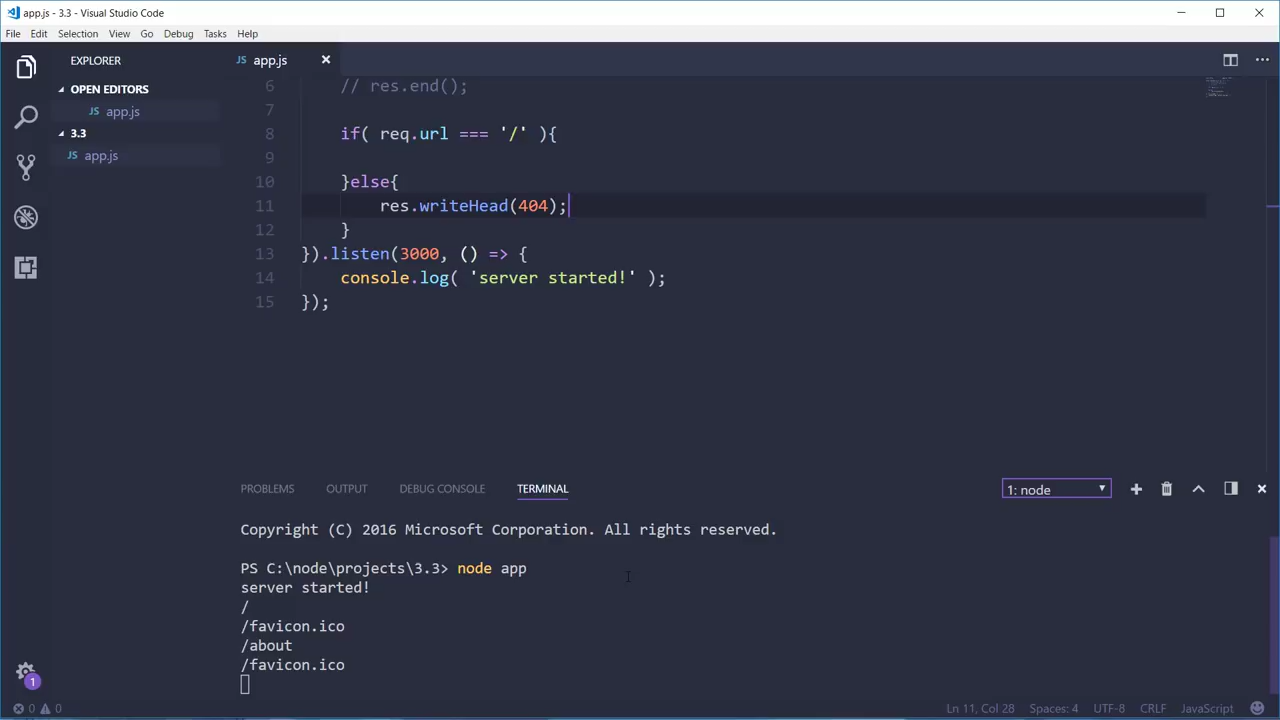 app.js - 3.3 - Visual Studio Code
File Edit Selection View Go Debug Tasks Help
EXPLORER
OPEN EDITORS
JS app.js
3.3
JS app.js
JS app.js
6 // res.end();
7
8 if( req.url === '/' ){
9
10 }else{
11 res.writeHead(404);
12 }
13 }).listen(3000, () => {
14 console.log( 'server started!' );
15 });
PROBLEMS OUTPUT DEBUG CONSOLE TERMINAL 1: node
Copyright (C) 2016 Microsoft Corporation. All rights reserved.
PS C:\node\projects\3.3> node app
server started!
/
/favicon.ico
/about
/favicon.ico
1
0 0 Ln 11, Col 28 Spaces: 4 UTF-8 CRLF JavaScript